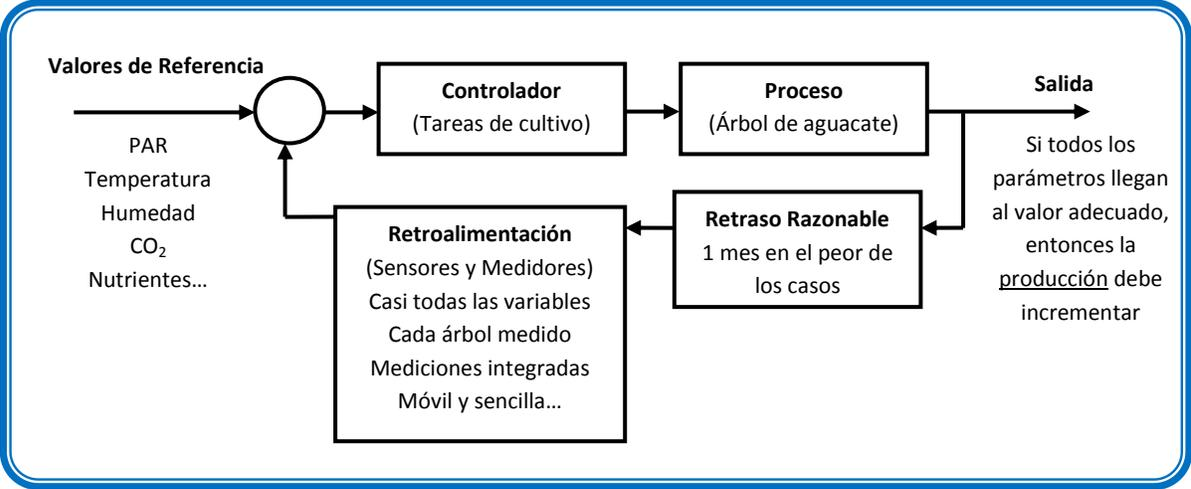 Valores de Referencia
PAR
Temperatura
Humedad
CO₂
Nutrientes…
Controlador
(Tareas de cultivo)
Proceso
(Árbol de aguacate)
Salida
Si todos los
parámetros llegan
al valor adecuado,
entonces la
producción debe
incrementar
Retraso Razonable
1 mes en el peor de
los casos
Retroalimentación
(Sensores y Medidores)
Casi todas las variables
Cada árbol medido
Mediciones integradas
Móvil y sencilla…